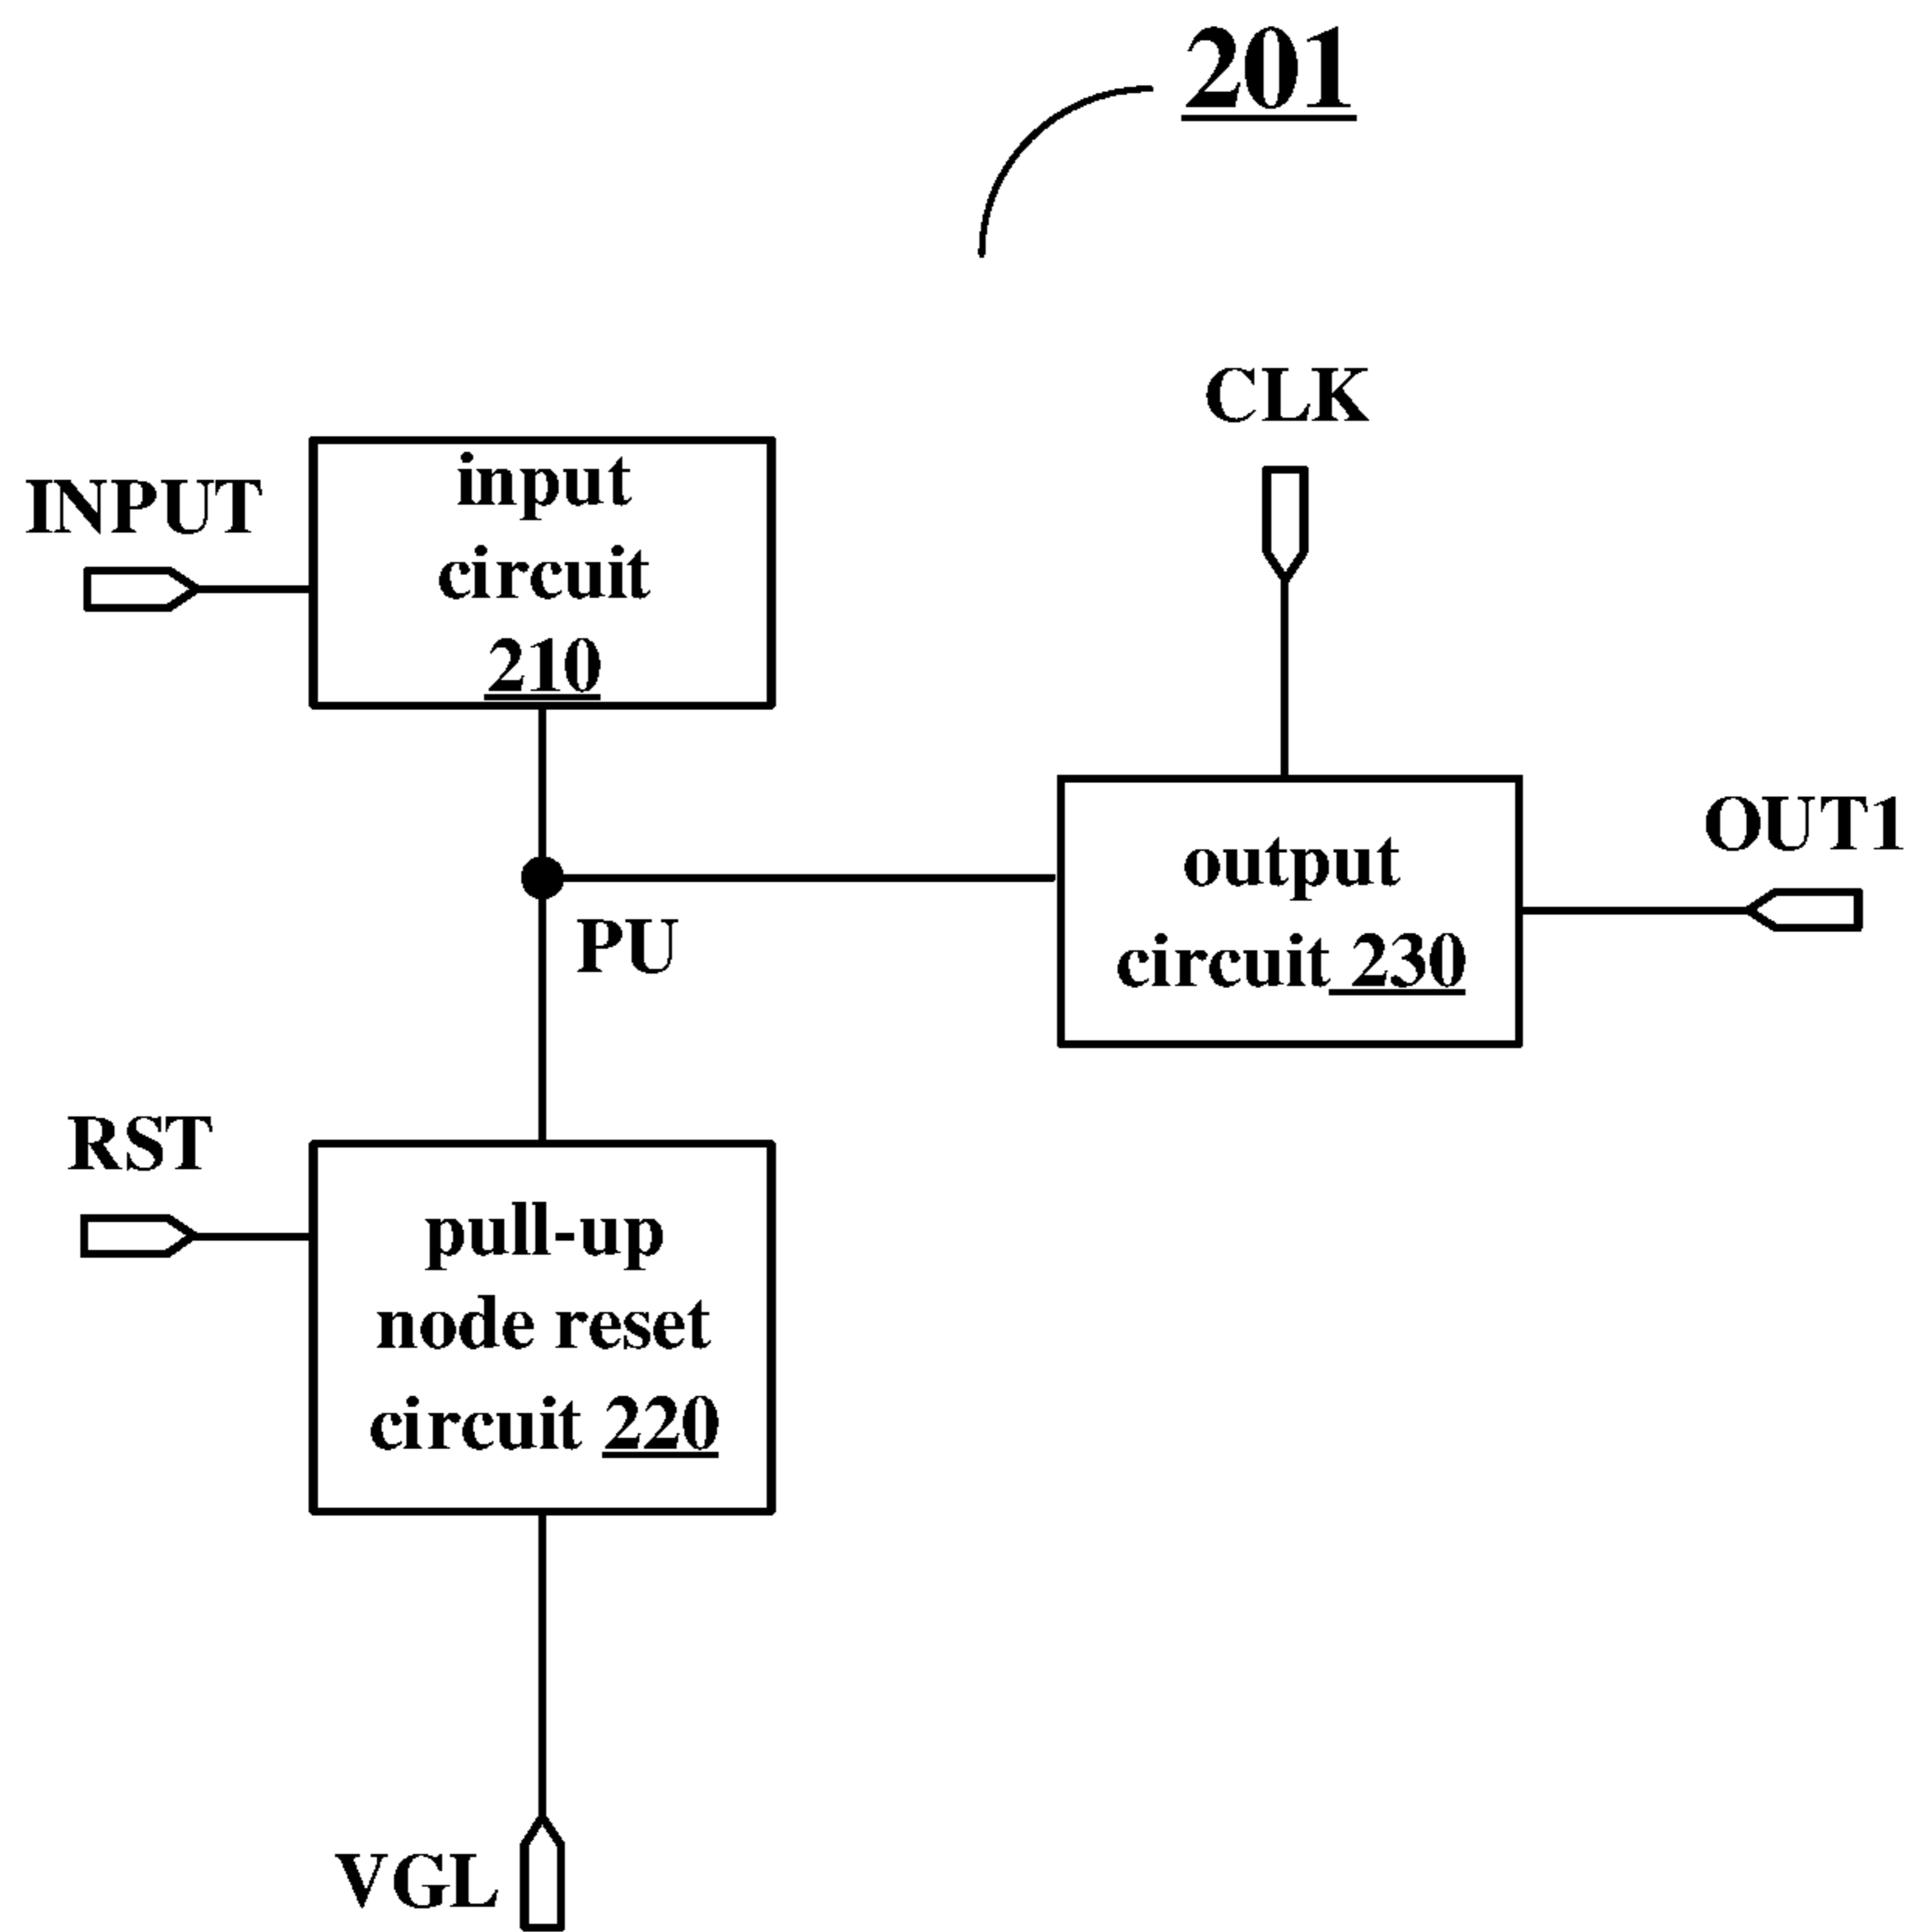 201
CLK
INPUT
input
circuit
210
OUT1
output
circuit 230
PU
RST
pull-up
node reset
circuit 220
VGL